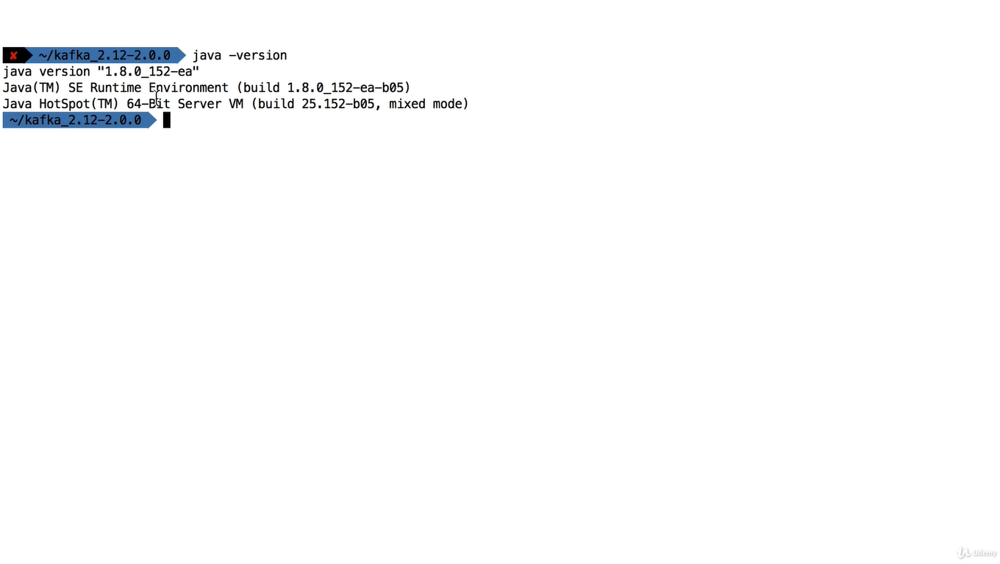 ✘ ~/kafka_2.12-2.0.0 java -version
java version "1.8.0_152-ea"
Java(TM) SE Runtime Environment (build 1.8.0_152-ea-b05)
Java HotSpot(TM) 64-Bit Server VM (build 25.152-b05, mixed mode)
~/kafka_2.12-2.0.0
Udemy